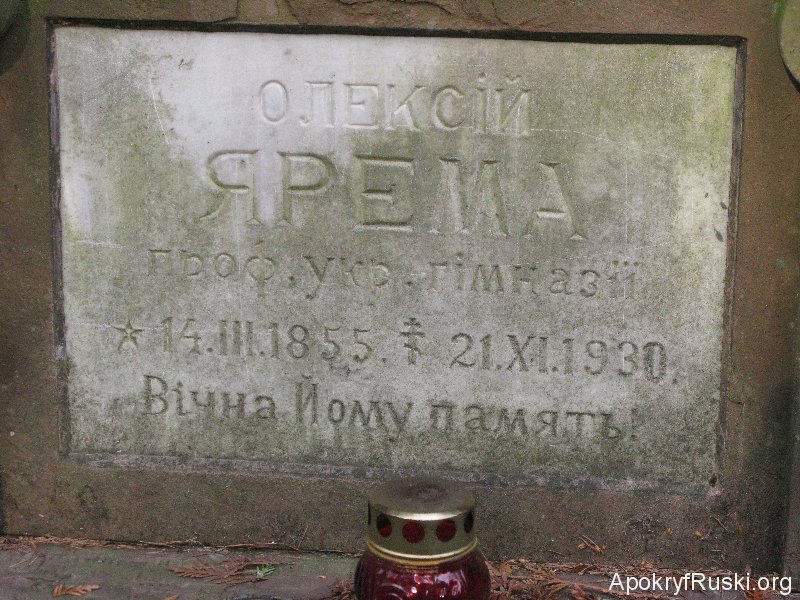 ОЛЕКСІЙ
ЯРЕМА
проф. укр. гімназії
14.III.1855. 21.XI.1930.
Вічна Йому память!
ApokryfRuski.org